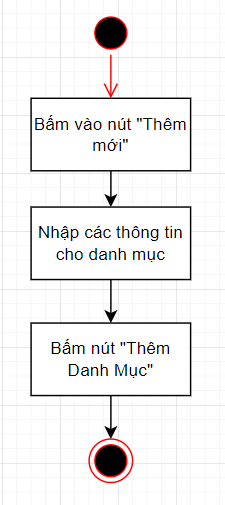 Bấm vào nút "Thêm
mới"
Nhập các thông tin
cho danh mục
Bấm nút "Thêm
Danh Mục"